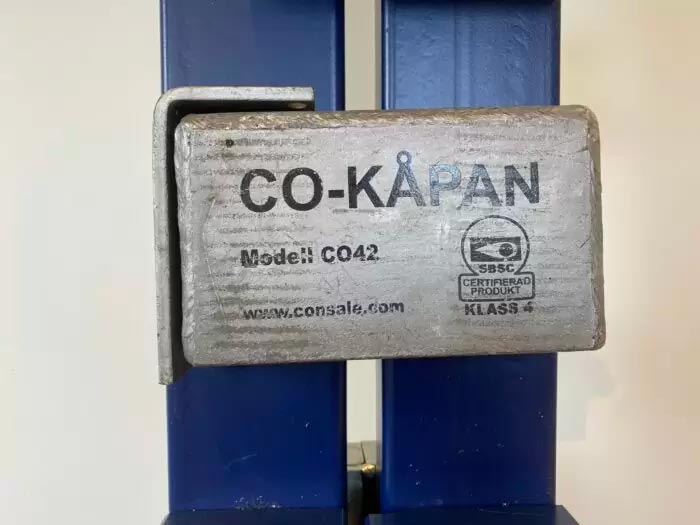 CO-KÅPAN
Modell CO42
www.consale.com
SBSC
CERTIFIERAD
PRODUKT
KLASS 4